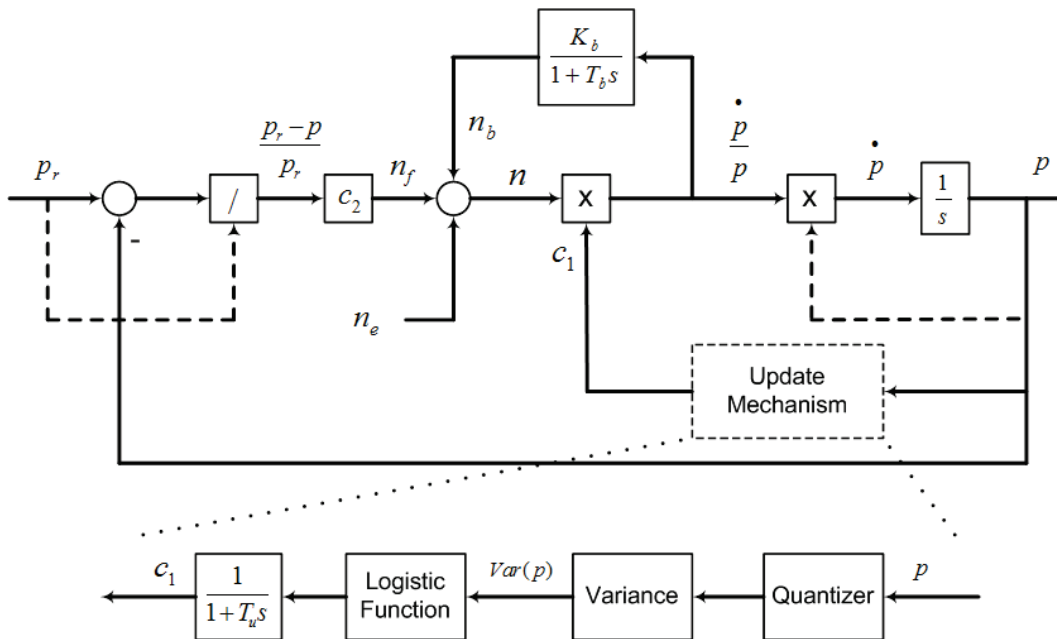 K_b
1 + T_b s
n_b
p_r
p_r − p
p_r
/
c_2
n_f
n
n_e
x
c_1
ṗ
p
x
ṗ
1
s
p
-
Update
Mechanism
c_1
1
1 + T_u s
Logistic
Function
Var(p)
Variance
Quantizer
p